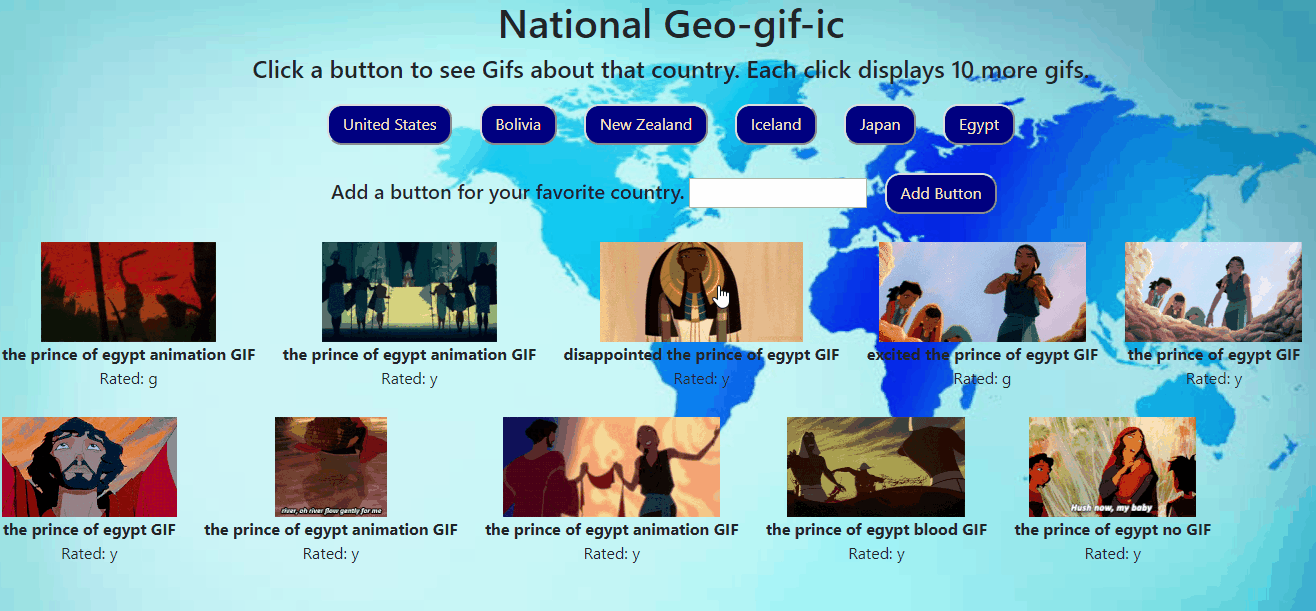 National Geo-gif-ic
Click a button to see Gifs about that country. Each click displays 10 more gifs.
United States Bolivia New Zealand Iceland Japan Egypt
Add a button for your favorite country. Add Button
the prince of egypt animation GIF the prince of egypt animation GIF disappointed the prince of egypt GIF excited the prince of egypt GIF the prince of egypt GIF
Rated: g Rated: y Rated: y Rated: g Rated: y
river, oh river flow gently for me Hush now, my baby
the prince of egypt GIF the prince of egypt animation GIF the prince of egypt animation GIF the prince of egypt blood GIF the prince of egypt no GIF
Rated: y Rated: y Rated: y Rated: y Rated: y